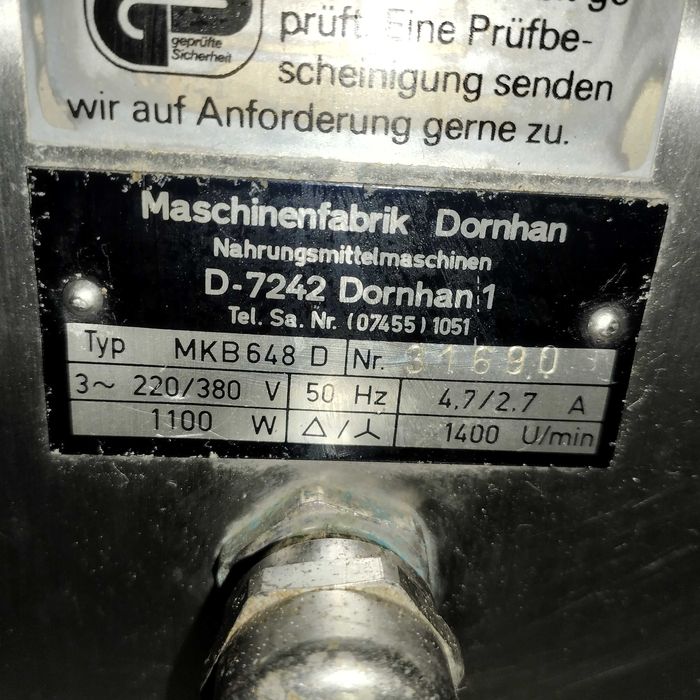 geprüfte
Sicherheit
prüft. Eine Prüfbe-
scheinigung senden
wir auf Anforderung gerne zu.
Maschinenfabrik Dornhan
Nahrungsmittelmaschinen
D-7242 Dornhan 1
Tel. Sa. Nr. (07455) 1051
Typ MKB 648 D Nr. 31690
3~ 220/380 V 50 Hz 4.7/2.7 A
1100 W △/⅄ 1400 U/min